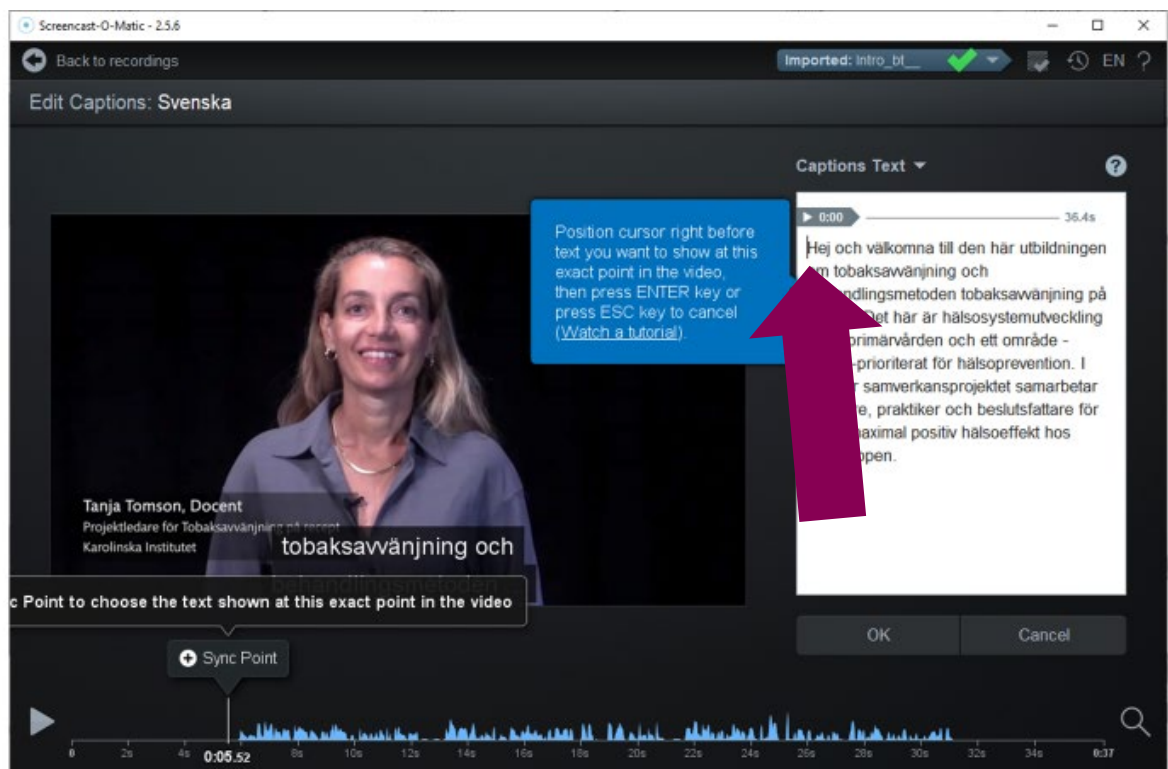 Screencast-O-Matic - 2.5.6
Back to recordings
Imported: Intro_bt__
EN ?
Edit Captions: Svenska
Captions Text
?
Position cursor right before
text you want to show at this
exact point in the video,
then press ENTER key or
press ESC key to cancel
(Watch a tutorial).
0:00
36.4s
Hej och välkomna till den här utbildningen
om tobaksavvänjning och
ndlingsmetoden tobaksavvänjning på
Det här är hälsosystemutveckling
primärvården och ett område -
-prioriterat för hälsoprevention. I
samverkansprojektet samarbetar
re, praktiker och beslutsfattare för
maximal positiv hälsoeffekt hos
ppen.
Tanja Tomson, Docent
Projektledare för Tobaksavvänjning på recept
Karolinska Institutet
tobaksavvänjning och
behandlingsmetoden
c Point to choose the text shown at this exact point in the video
OK
Cancel
Sync Point
0 2s 4s 0:05.52 8s 10s 12s 14s 16s 18s 20s 22s 24s 26s 28s 30s 32s 34s 0:37